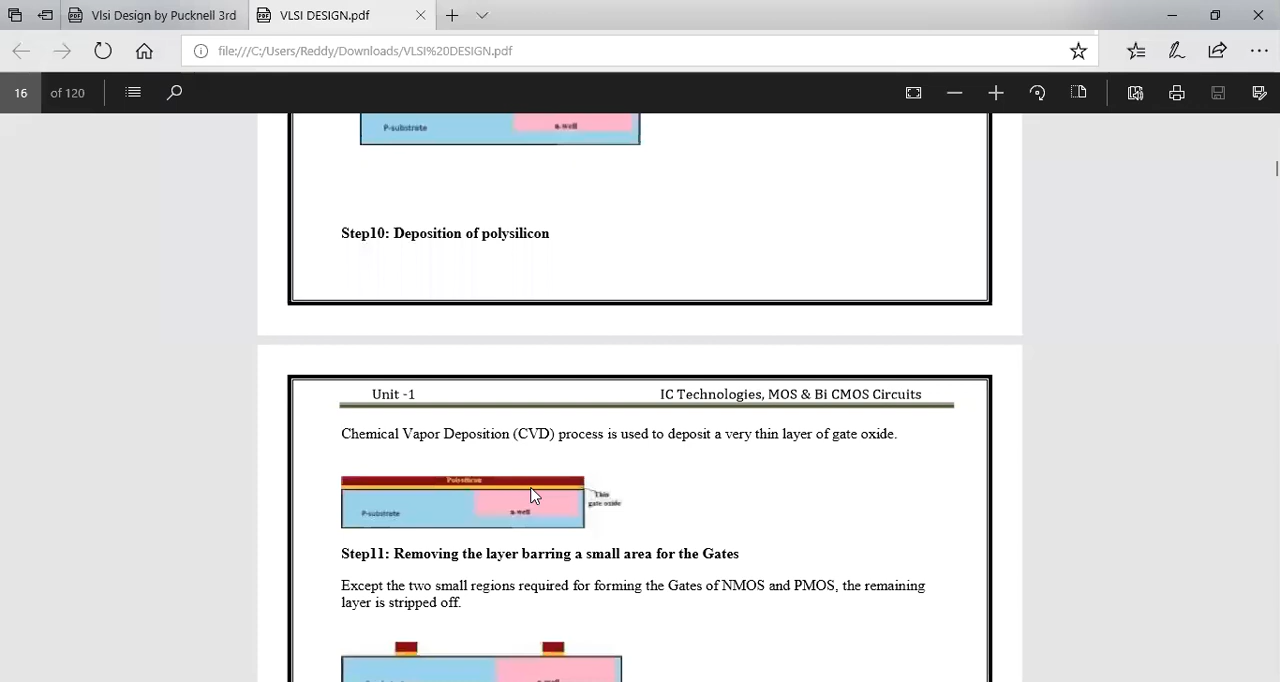 Vlsi Design by Pucknell 3rd
VLSI DESIGN.pdf
file:///C:/Users/Reddy/Downloads/VLSI%20DESIGN.pdf
16 of 120
P-substrate
n-well
Step10: Deposition of polysilicon
Unit -1
IC Technologies, MOS & Bi CMOS Circuits
Chemical Vapor Deposition (CVD) process is used to deposit a very thin layer of gate oxide.
Polysilicon
Thin
gate oxide
P-substrate
n-well
Step11: Removing the layer barring a small area for the Gates
Except the two small regions required for forming the Gates of NMOS and PMOS, the remaining
layer is stripped off.